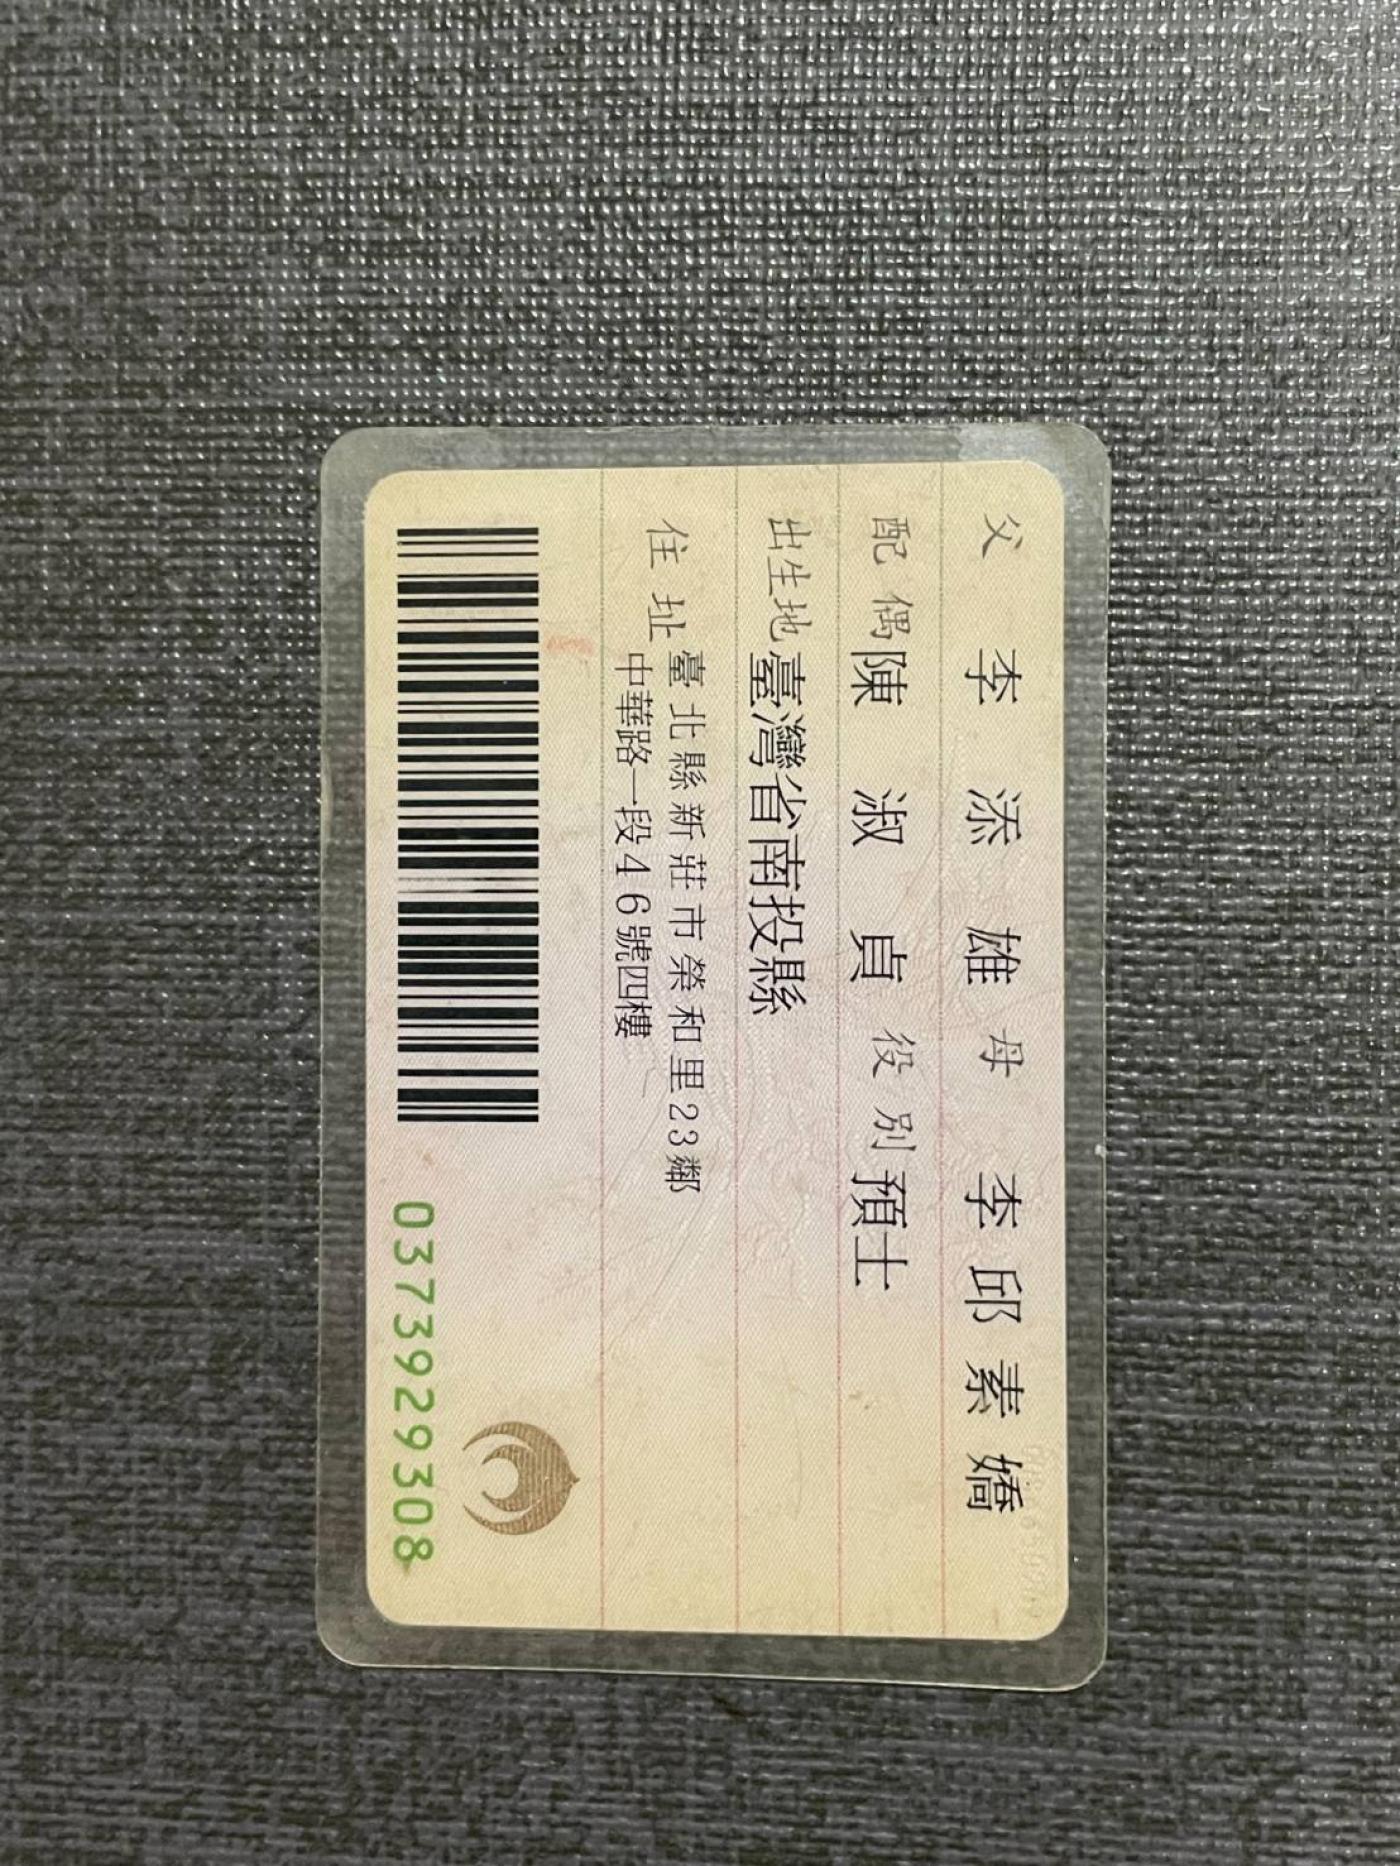 父 李添雄 母 李邱素嬌
配偶 陳淑貞 役別 預士
出生地 臺灣省南投縣
住址 臺北縣新莊市榮和里23鄰
中華路一段46號四樓
0373929308